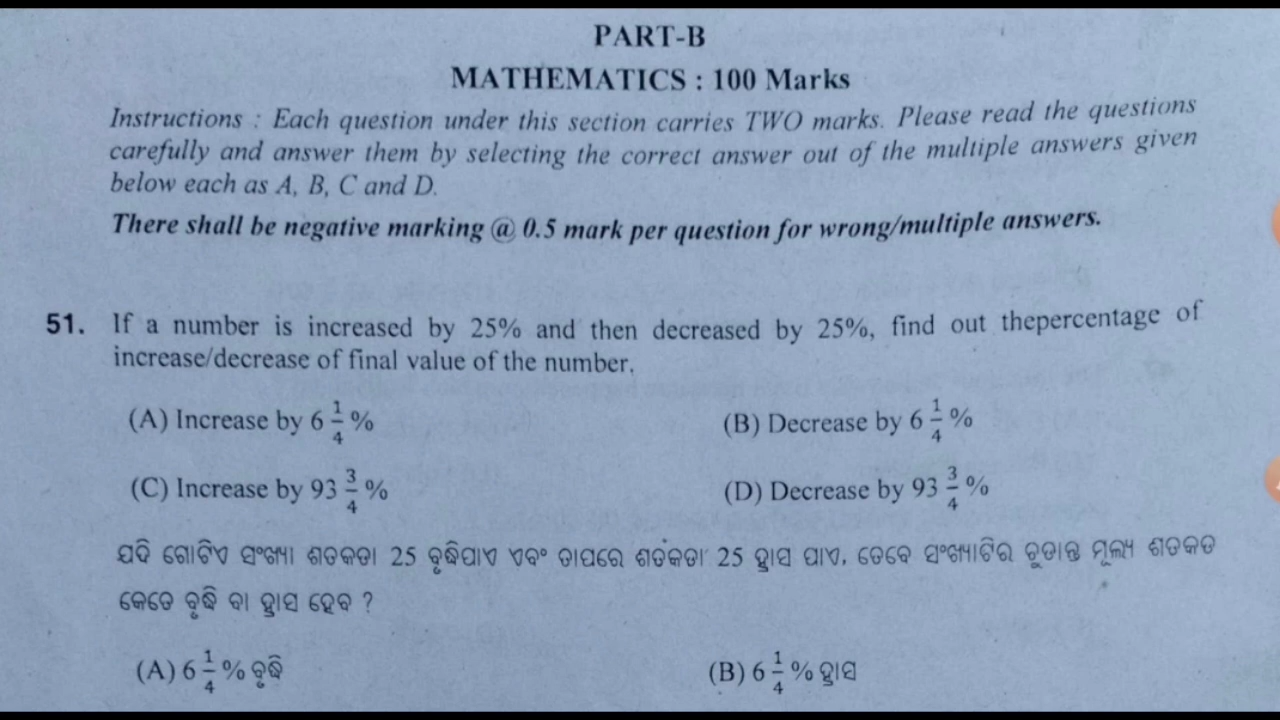 PART-B
MATHEMATICS : 100 Marks
Instructions : Each question under this section carries TWO marks. Please read the questions
carefully and answer them by selecting the correct answer out of the multiple answers given
below each as A, B, C and D.
There shall be negative marking @ 0.5 mark per question for wrong/multiple answers.
51. If a number is increased by 25% and then decreased by 25%, find out thepercentage of
increase/decrease of final value of the number.
(A) Increase by 6 1/4 % (B) Decrease by 6 1/4 %
(C) Increase by 93 3/4 % (D) Decrease by 93 3/4 %
ଯଦି ଗୋଟିଏ ସଂଖ୍ୟା ଶତକଡା 25 ବୃଦ୍ଧିପାଏ ଏବଂ ତାପରେ ଶତକଡା 25 ହ୍ରାସ ପାଏ, ତେବେ ସଂଖ୍ୟାଟିର ଚୂଡାନ୍ତ ମୂଲ୍ୟ ଶତକଡ
କେତେ ବୃଦ୍ଧି ବା ହ୍ରାସ ହେବ ?
(A) 6 1/4 % ବୃଦ୍ଧି (B) 6 1/4 % ହ୍ରାସ